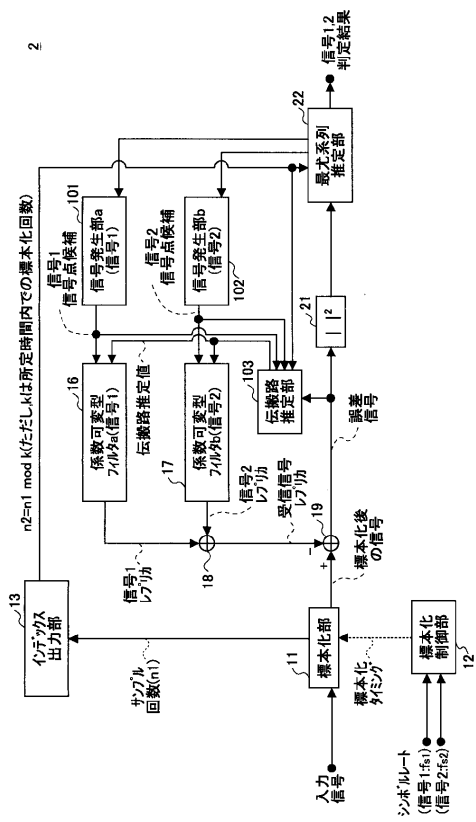 2
n2=n1 mod k(ただし,kは所定時間内での標本化回数)
13
インデックス
出力部
サンプル
回数(n1)
入力
信号
11
標本化部
標本化
タイミング
シンボルレート
(信号1:fs1)
(信号2:fs2)
標本化
制御部
12
信号1
レプリカ
16
係数可変型
フィルタa(信号1)
伝搬路推定値
17
係数可変型
フィルタb(信号2)
信号2
レプリカ
18
受信信号
レプリカ
19
+
-
標本化後
の信号
誤差
信号
信号1
信号点候補
101
信号発生部a
(信号1)
信号2
信号点候補
信号発生部b
(信号2)
102
103
伝搬路
推定部
21
| |²
22
最尤系列
推定部
信号1,2
判定結果